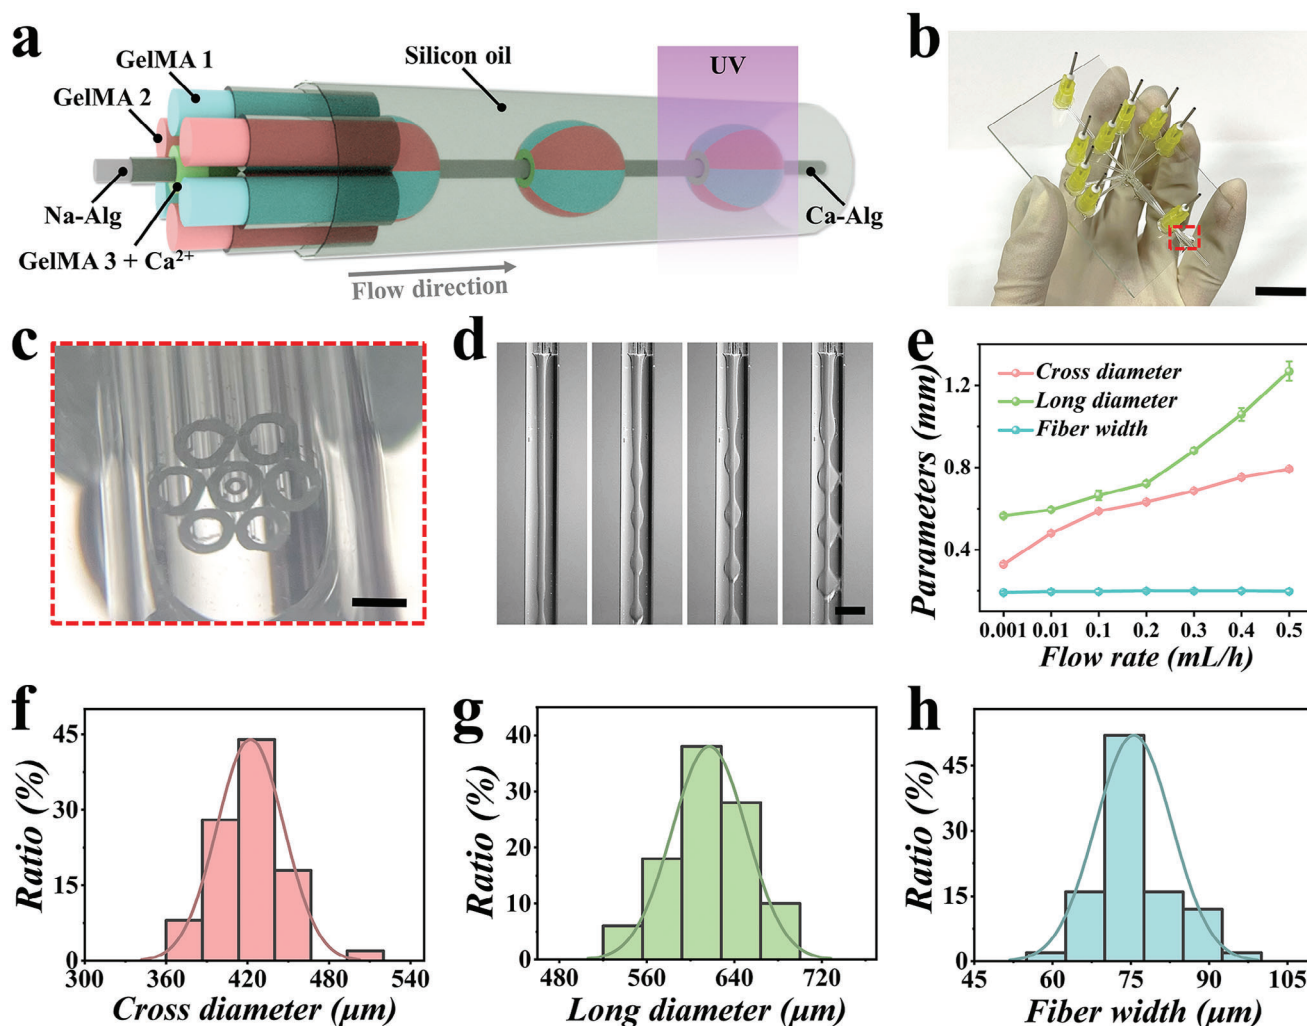 a
GelMA 1
GelMA 2
Silicon oil
UV
Na-Alg
Ca-Alg
GelMA 3 + Ca²⁺
Flow direction
b
c
d
e
Parameters (mm)
1.2
0.8
0.4
Cross diameter
Long diameter
Fiber width
0.001 0.01 0.1 0.2 0.3 0.4 0.5
Flow rate (mL/h)
f
Ratio (%)
45
30
15
0
300 360 420 480 540
Cross diameter (μm)
g
Ratio (%)
40
30
20
10
0
480 560 640 720
Long diameter (μm)
h
Ratio (%)
45
30
15
0
45 60 75 90 105
Fiber width (μm)